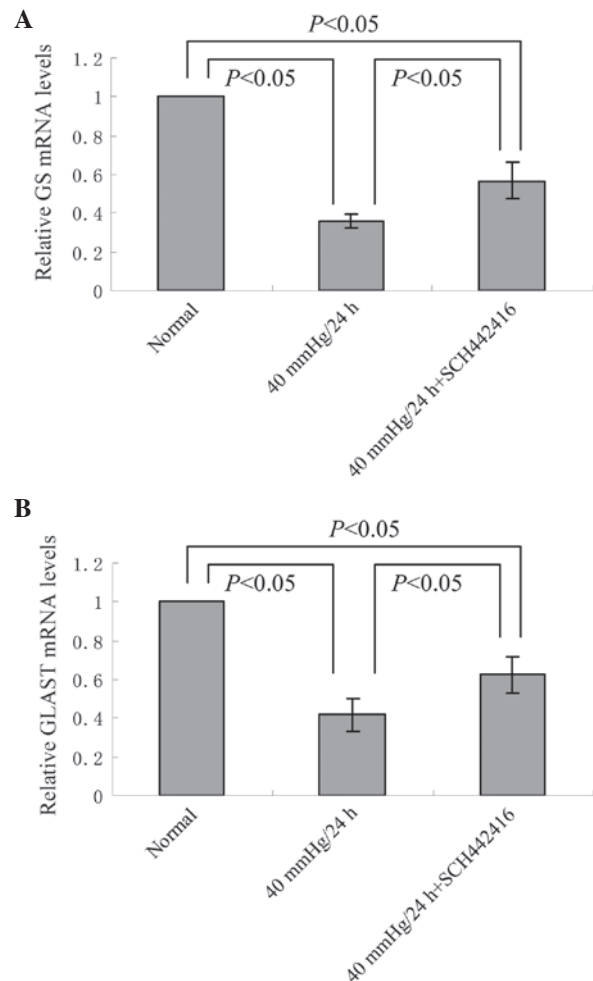 A
P<0.05
P<0.05
P<0.05
Relative GS mRNA levels
1.2
1
0.8
0.6
0.4
0.2
0
Normal
40 mmHg/24 h
40 mmHg/24 h+SCH442416
B
P<0.05
P<0.05
P<0.05
Relative GLAST mRNA levels
1.2
1
0.8
0.6
0.4
0.2
0
Normal
40 mmHg/24 h
40 mmHg/24 h+SCH442416